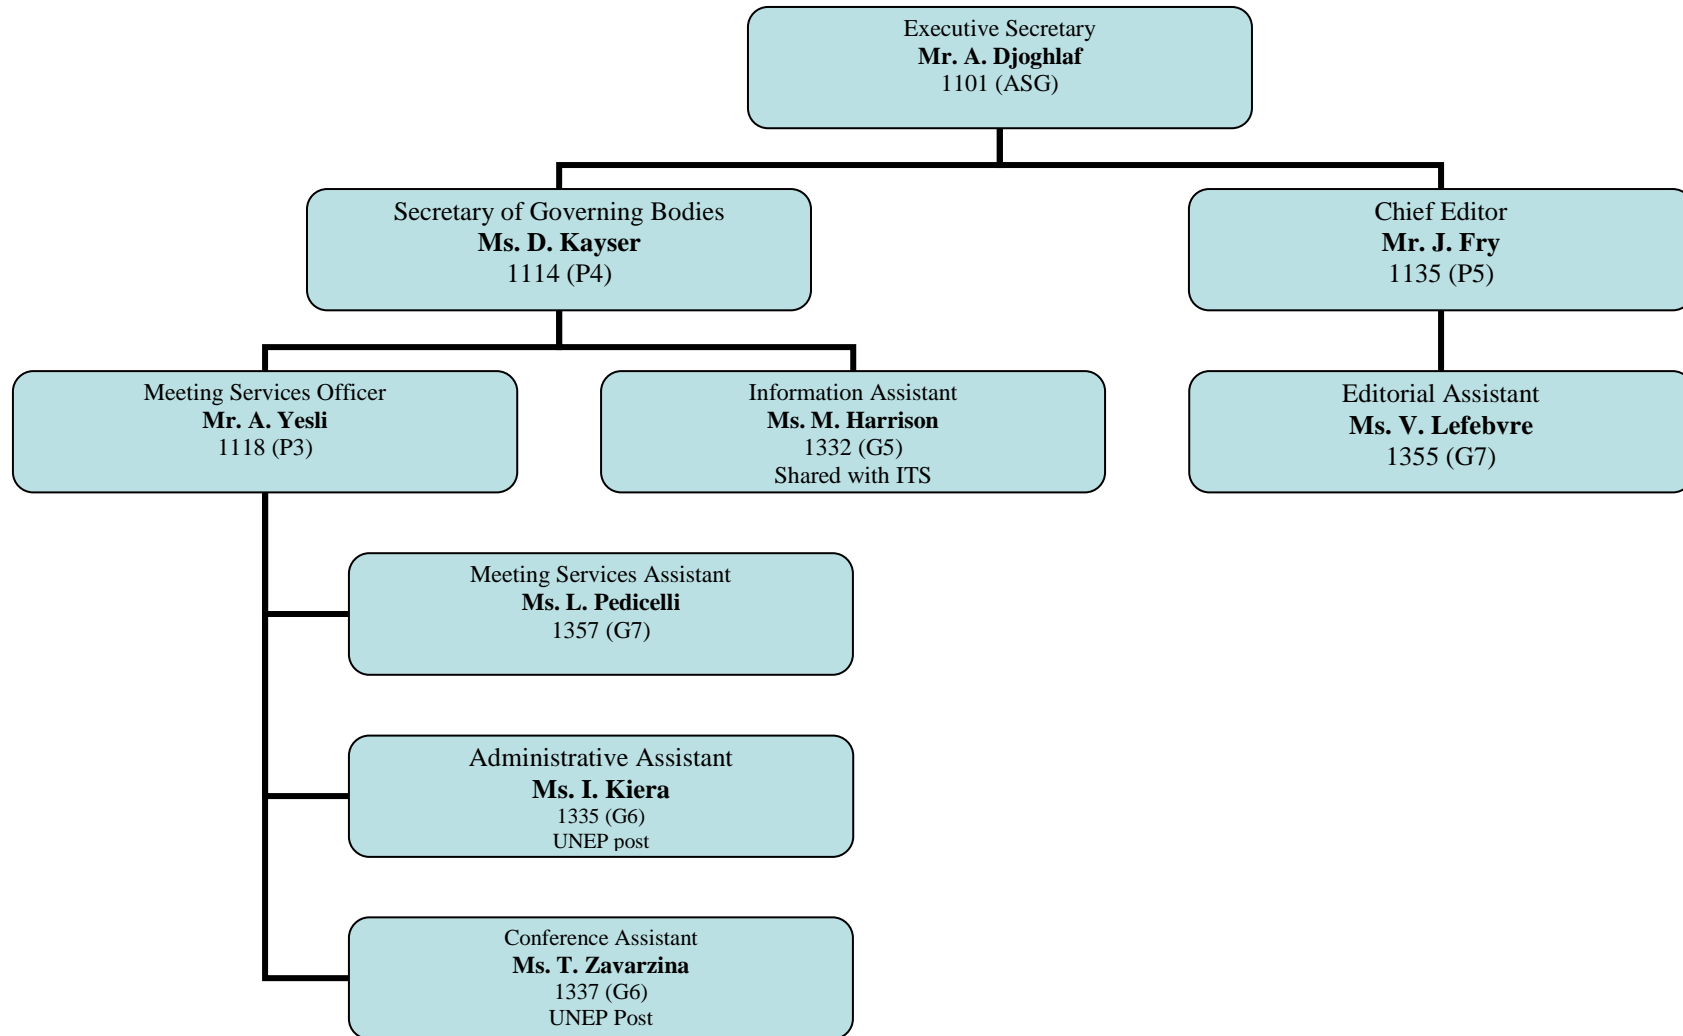 Executive Secretary
Mr. A. Djoghlaf
1101 (ASG)
Secretary of Governing Bodies
Ms. D. Kayser
1114 (P4)
Chief Editor
Mr. J. Fry
1135 (P5)
Meeting Services Officer
Mr. A. Yesli
1118 (P3)
Information Assistant
Ms. M. Harrison
1332 (G5)
Shared with ITS
Editorial Assistant
Ms. V. Lefebvre
1355 (G7)
Meeting Services Assistant
Ms. L. Pedicelli
1357 (G7)
Administrative Assistant
Ms. I. Kiera
1335 (G6)
UNEP post
Conference Assistant
Ms. T. Zavarzina
1337 (G6)
UNEP Post